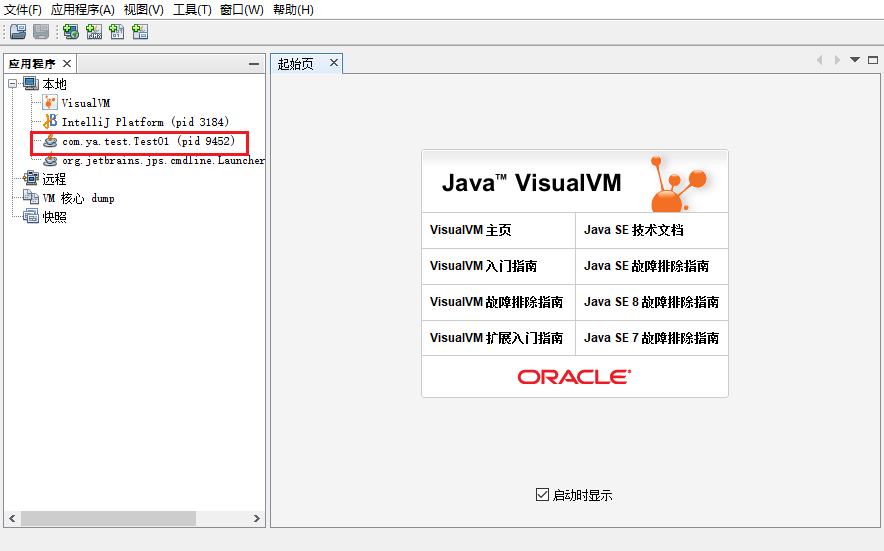 文件(F) 应用程序(A) 视图(V) 工具(T) 窗口(W) 帮助(H)
应用程序
本地
VisualVM
IntelliJ Platform (pid 3184)
com.ya.test.Test01 (pid 9452)
org.jetbrains.jps.cmdline.Launcher
远程
VM 核心 dump
快照
起始页
Java™ VisualVM
VisualVM 主页
Java SE 技术文档
VisualVM 入门指南
Java SE 故障排除指南
VisualVM 故障排除指南
Java SE 8 故障排除指南
VisualVM 扩展入门指南
Java SE 7 故障排除指南
ORACLE®
启动时显示